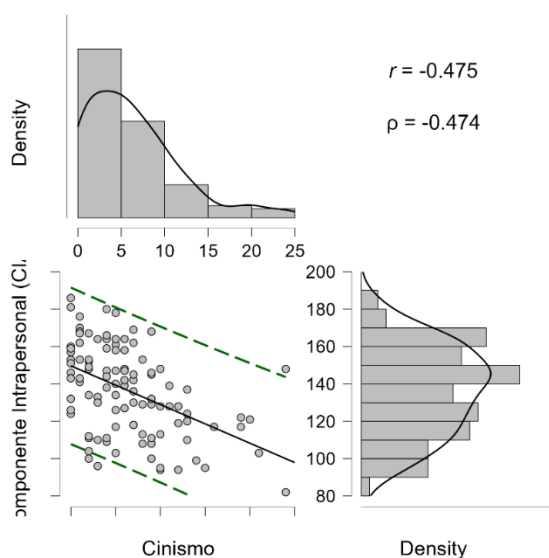 Density
r = -0.475
ρ = -0.474
0 5 10 15 20 25
omponente Intrapersonal (CI.
200
180
160
140
120
100
80
Cinismo
Density